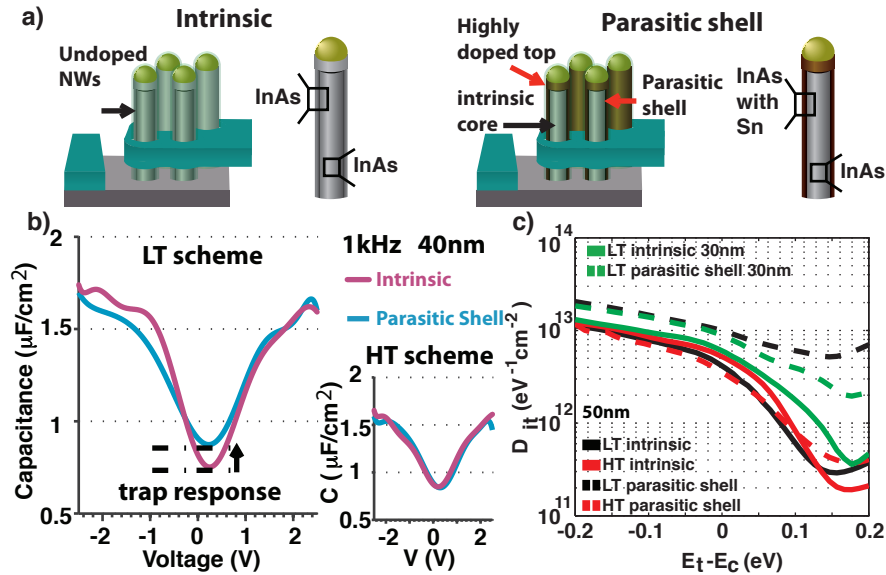 a)
Intrinsic
Undoped
NWs
InAs
InAs
Parasitic shell
Highly
doped top
intrinsic
core
Parasitic
shell
InAs
with
Sn
InAs
b)
Capacitance (μF/cm²)
2
1.5
1
0.5
LT scheme
trap response
-2 -1 0 1 2
Voltage (V)
1kHz 40nm
Intrinsic
Parasitic Shell
HT scheme
C (μF/cm²)
2
1.5
1
0.5
-2 0 2
V (V)
c)
D it (eV⁻¹cm⁻²)
10¹⁴
10¹³
10¹²
10¹¹
LT intrinsic 30nm
LT parasitic shell 30nm
50nm
LT intrinsic
HT intrinsic
LT parasitic shell
HT parasitic shell
-0.2 -0.1 0 0.1 0.2
Et-Ec (eV)